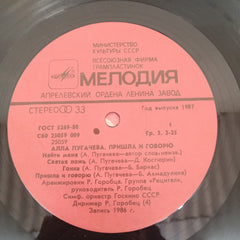 МИНИСТЕРСТВО
КУЛЬТУРЫ СССР
ВСЕСОЮЗНАЯ ФИРМА
ГРАМПЛАСТИНОК
МЕЛОДИЯ
АПРЕЛЕВСКИЙ ОРДЕНА ЛЕНИНА ЗАВОД
СТЕРЕО 33
Год выпуска 1987
ГОСТ 5289-80
С60 25059 009
25059
1
Гр. 3. 2-25
АЛЛА ПУГАЧЕВА. ПРИШЛА И ГОВОРЮ
Найти меня (А. Пугачева—автор слов неизв.)
Святая ложь (А. Пугачева—Д. Костюрин)
Гонка (А. Пугачева—Б. Баркас)
Пришла и говорю (А. Пугачева—Б. Ахмадулина)
Аранжировки Р. Горобца. Группа «Рецитал»,
руководитель Р. Горобец
Симф. оркестр Госкино СССР
Дирижер Р. Горобец (4)
Запись 1986 г.